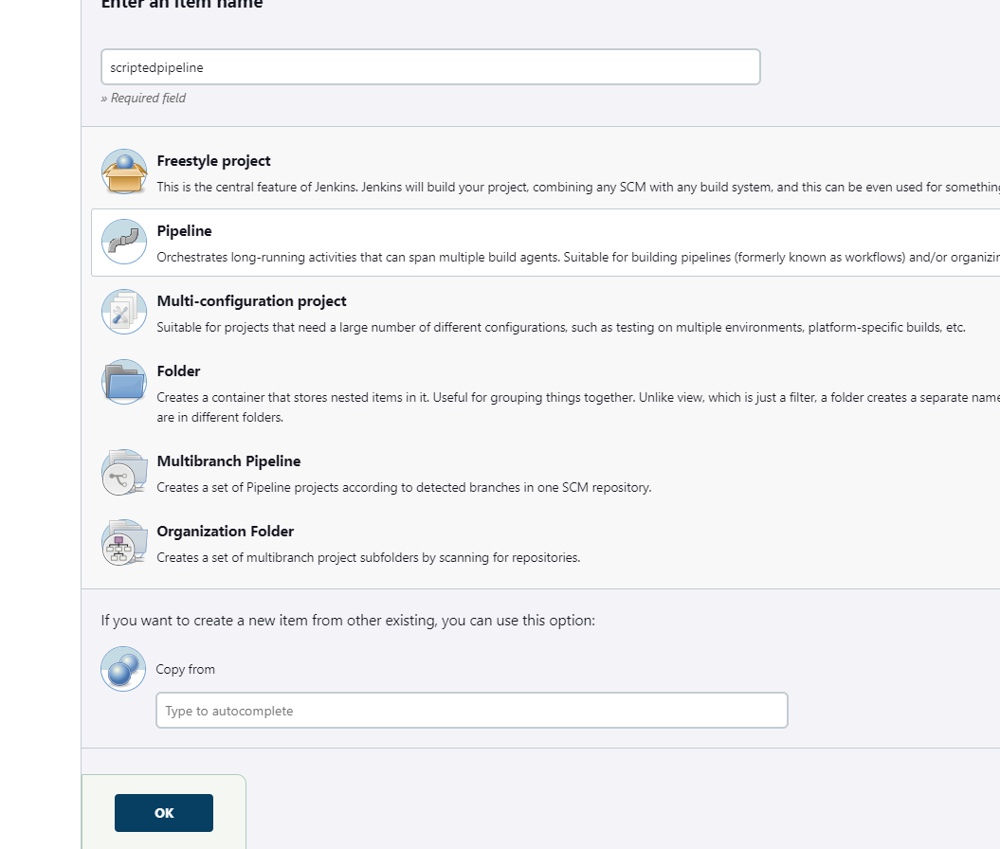 Enter an item name
scriptedpipeline
» Required field
Freestyle project
This is the central feature of Jenkins. Jenkins will build your project, combining any SCM with any build system, and this can be even used for something
Pipeline
Orchestrates long-running activities that can span multiple build agents. Suitable for building pipelines (formerly known as workflows) and/or
Multi-configuration project
Suitable for projects that need a large number of different configurations, such as testing on multiple environments, platform-specific builds, etc.
Folder
Creates a container that stores nested items in it. Useful for grouping things together. Unlike view, which is just a filter, a folder creates a separate
are in different folders.
Multibranch Pipeline
Creates a set of Pipeline projects according to detected branches in one SCM repository.
Organization Folder
Creates a set of multibranch project subfolders by scanning for repositories.
If you want to create a new item from other existing, you can use this option:
Copy from
Type to autocomplete
OK